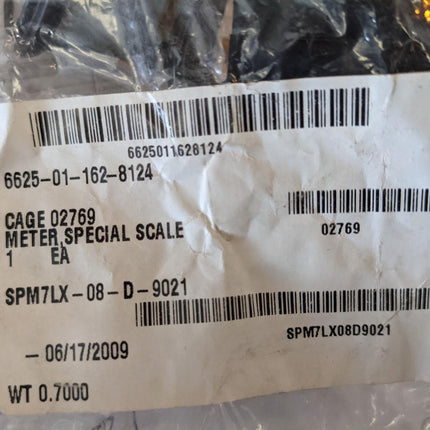 6625011628124
6625-01-162-8124
CAGE 02769
METER,SPECIAL SCALE
02769
1 EA
SPM7LX-08-D-9021
SPM7LX08D9021
- 06/17/2009
WT 0.7000